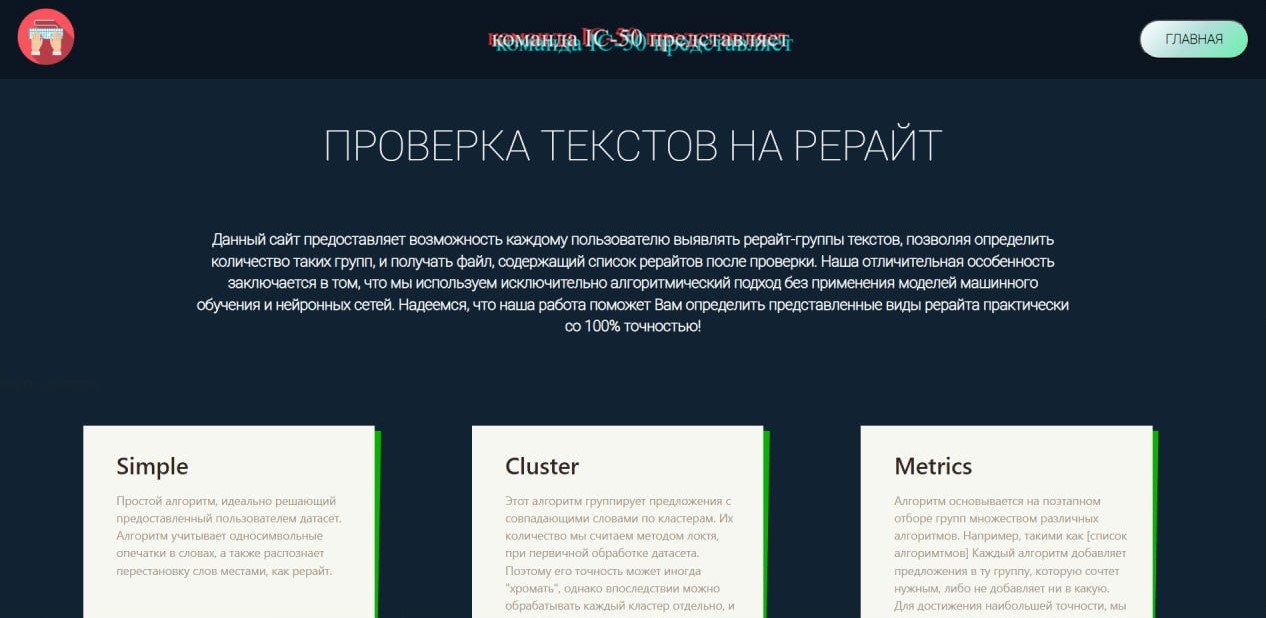 команда IC-50 представляет
ГЛАВНАЯ
ПРОВЕРКА ТЕКСТОВ НА РЕРАЙТ
Данный сайт предоставляет возможность каждому пользователю выявлять рерайт-группы текстов, позволяя определить
количество таких групп, и получать файл, содержащий список рерайтов после проверки. Наша отличительная особенность
заключается в том, что мы используем исключительно алгоритмический подход без применения моделей машинного
обучения и нейронных сетей. Надеемся, что наша работа поможет Вам определить представленные виды рерайта практически
со 100% точностью!
Simple
Простой алгоритм, идеально решающий
предоставленный пользователем датасет.
Алгоритм учитывает односимвольные
опечатки в словах, а также распознает
перестановку слов местами, как рерайт.
Cluster
Этот алгоритм группирует предложения с
совпадающими словами по кластерам. Их
количество мы считаем методом локтя,
при первичной обработке датасета.
Поэтому его точность может иногда
"хромать", однако впоследствии можно
обрабатывать каждый кластер отдельно, и
Metrics
Алгоритм основывается на поэтапном
отборе групп множеством различных
алгоритмов. Например, такими как [список
алгоримтмов] Каждый алгоритм добавляет
предложения в ту группу, которую сочтет
нужным, либо не добавляет ни в какую.
Для достижения наибольшей точности, мы